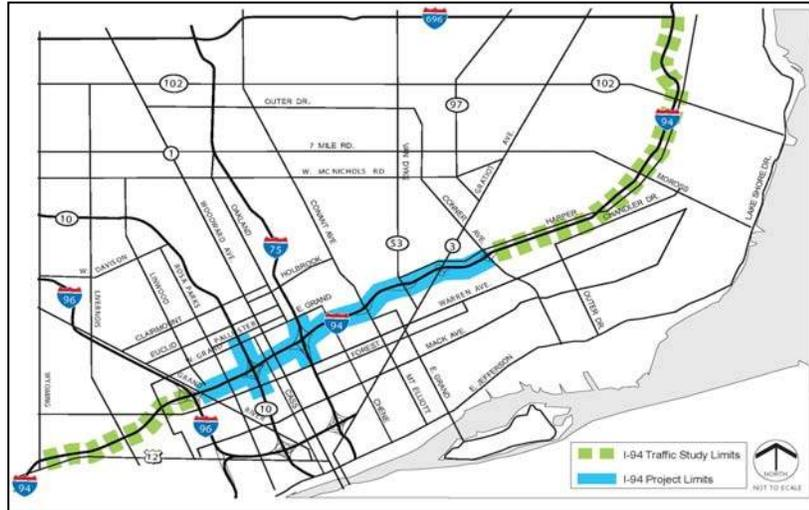 696
102
102
OUTER DR.
97
94
7 MILE RD.
VAN DYKE
GRATIOT AVE.
1
W. MCNICHOLS RD
LAKE SHORE DR.
MOROSS
10
WOODWARD AVE.
OAKLAND
CONANT AVE
CONNER AVE.
HARPER
CHANDLER DR.
75
53
3
W. DAVISON
HOLBROOK
96
LINWOOD
ROSA PARKS
LIVERNOIS
WARREN AVE
OUTER DR.
CLAIRMOUNT
E. GRAND
94
EUCLID
PALLISTER
N. GRAND
FOREST
MACK AVE.
WYOMING
GRAND
RIVER
10
CASS
CHENE
MT ELLIOTT
E GRAND
E. JEFFERSON
96
12
94
I-94 Traffic Study Limits
I-94 Project Limits
NORTH
NOT TO SCALE